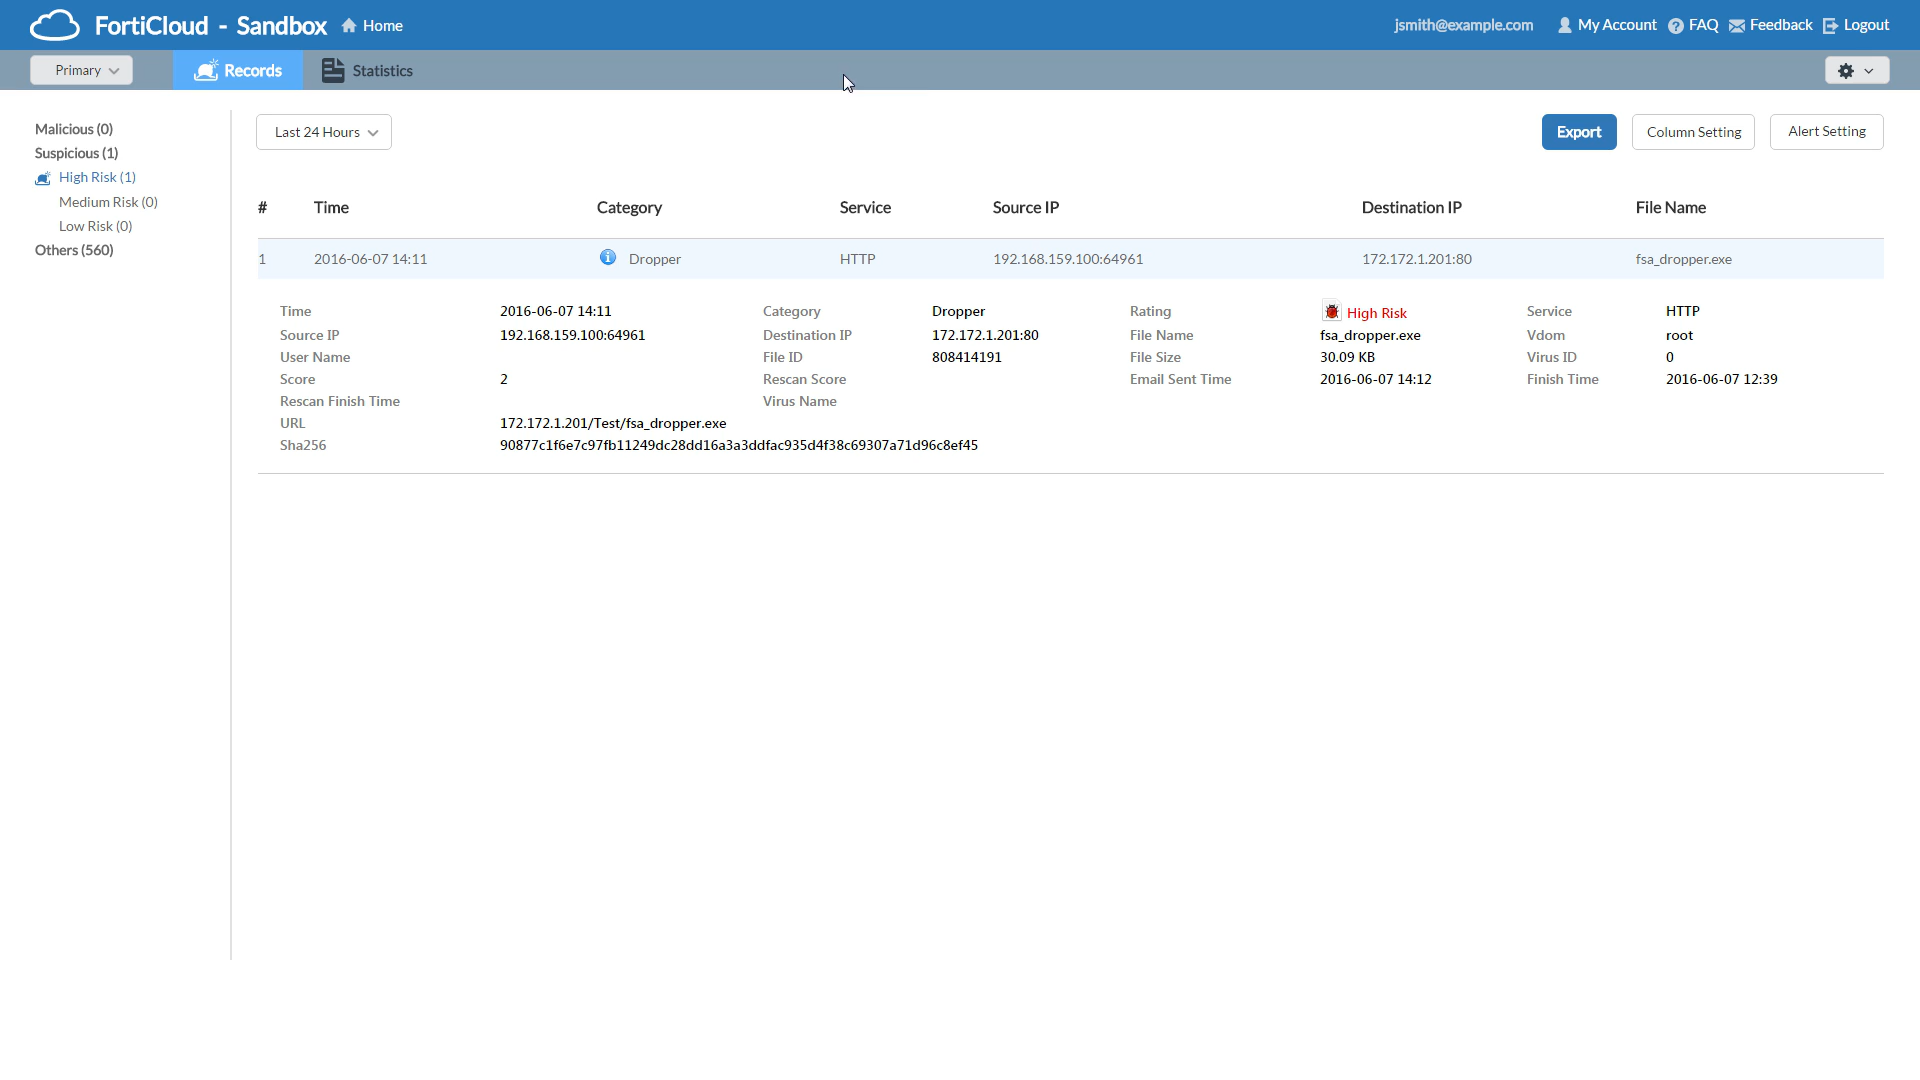 FortiCloud - Sandbox Home jsmith@example.com My Account FAQ Feedback Logout
Primary Records Statistics
Malicious (0)
Suspicious (1)
High Risk (1)
Medium Risk (0)
Low Risk (0)
Others (560)
Last 24 Hours Export Column Setting Alert Setting
# Time Category Service Source IP Destination IP File Name
1 2016-06-07 14:11 Dropper HTTP 192.168.159.100:64961 172.172.1.201:80 fsa_dropper.exe
Time 2016-06-07 14:11 Category Dropper Rating High Risk Service HTTP
Source IP 192.168.159.100:64961 Destination IP 172.172.1.201:80 File Name fsa_dropper.exe Vdom root
User Name File ID 808414191 File Size 30.09 KB Virus ID 0
Score 2 Rescan Score Email Sent Time 2016-06-07 14:12 Finish Time 2016-06-07 12:39
Rescan Finish Time Virus Name
URL 172.172.1.201/Test/fsa_dropper.exe
Sha256 90877c1f6e7c97fb11249dc28dd16a3a3ddfac935d4f38c69307a71d96c8ef45